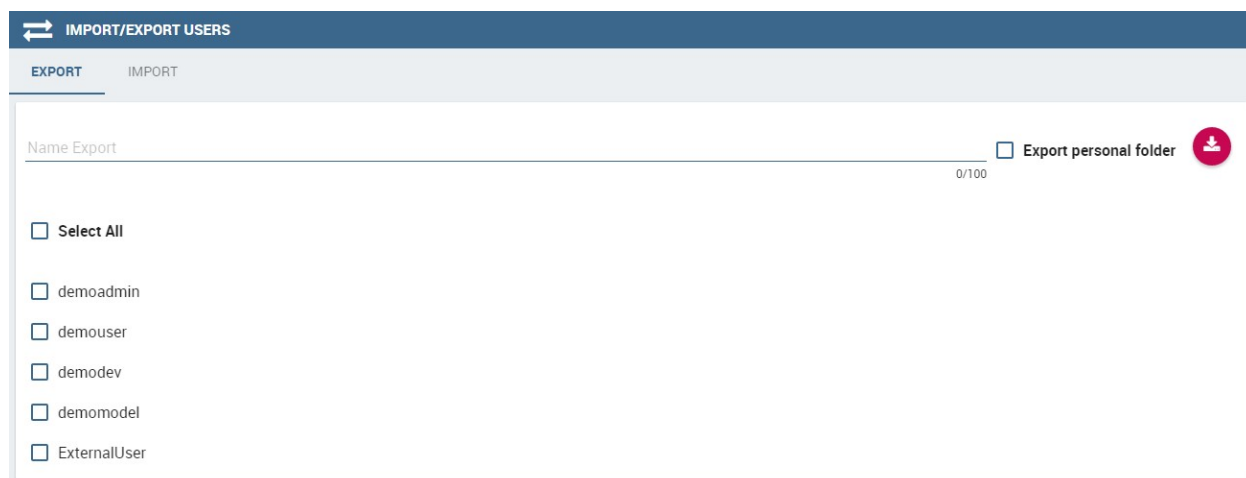 IMPORT/EXPORT USERS
EXPORT IMPORT
Name Export
Export personal folder
0/100
Select All
demoadmin
demouser
demodev
demomodel
ExternalUser